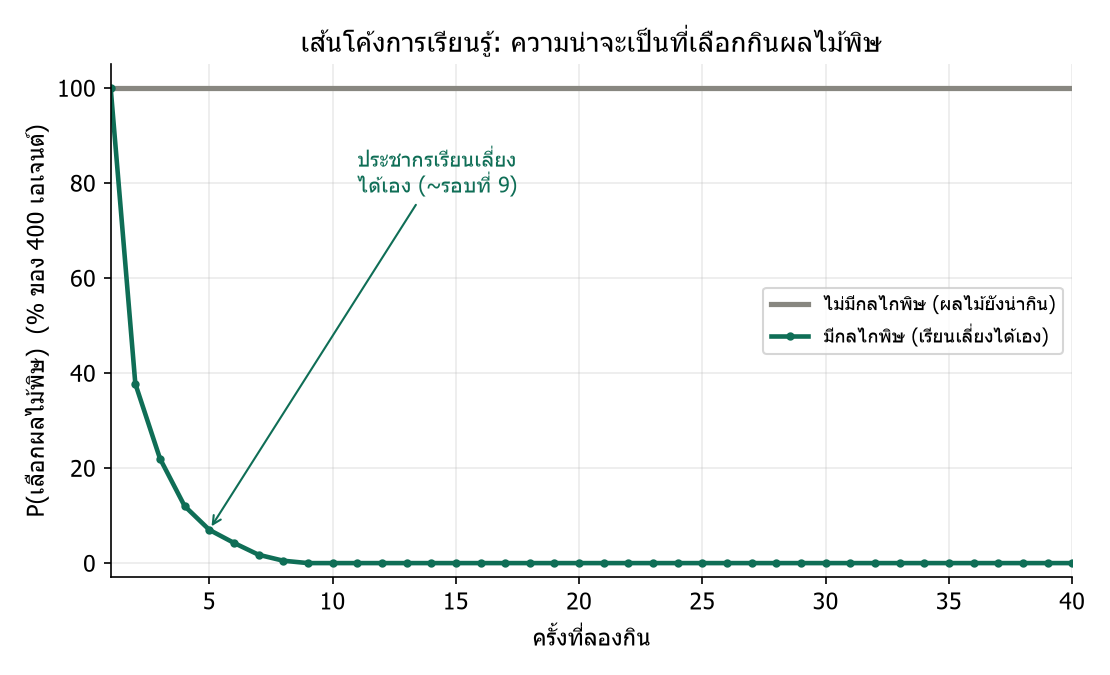 เส้นโค้งการเรียนรู้: ความน่าจะเป็นที่เลือกกินผลไม้พิษ
P(เลือกผลไม้พิษ) (% ของ 400 เอเจนต์)
100
80
60
40
20
0
ประชากรเรียนเลี่ยง
ได้เอง (~รอบที่ 9)
ไม่มีกลไกพิษ (ผลไม้ยังน่ากิน)
มีกลไกพิษ (เรียนเลี่ยงได้เอง)
5 10 15 20 25 30 35 40
ครั้งที่ลองกิน